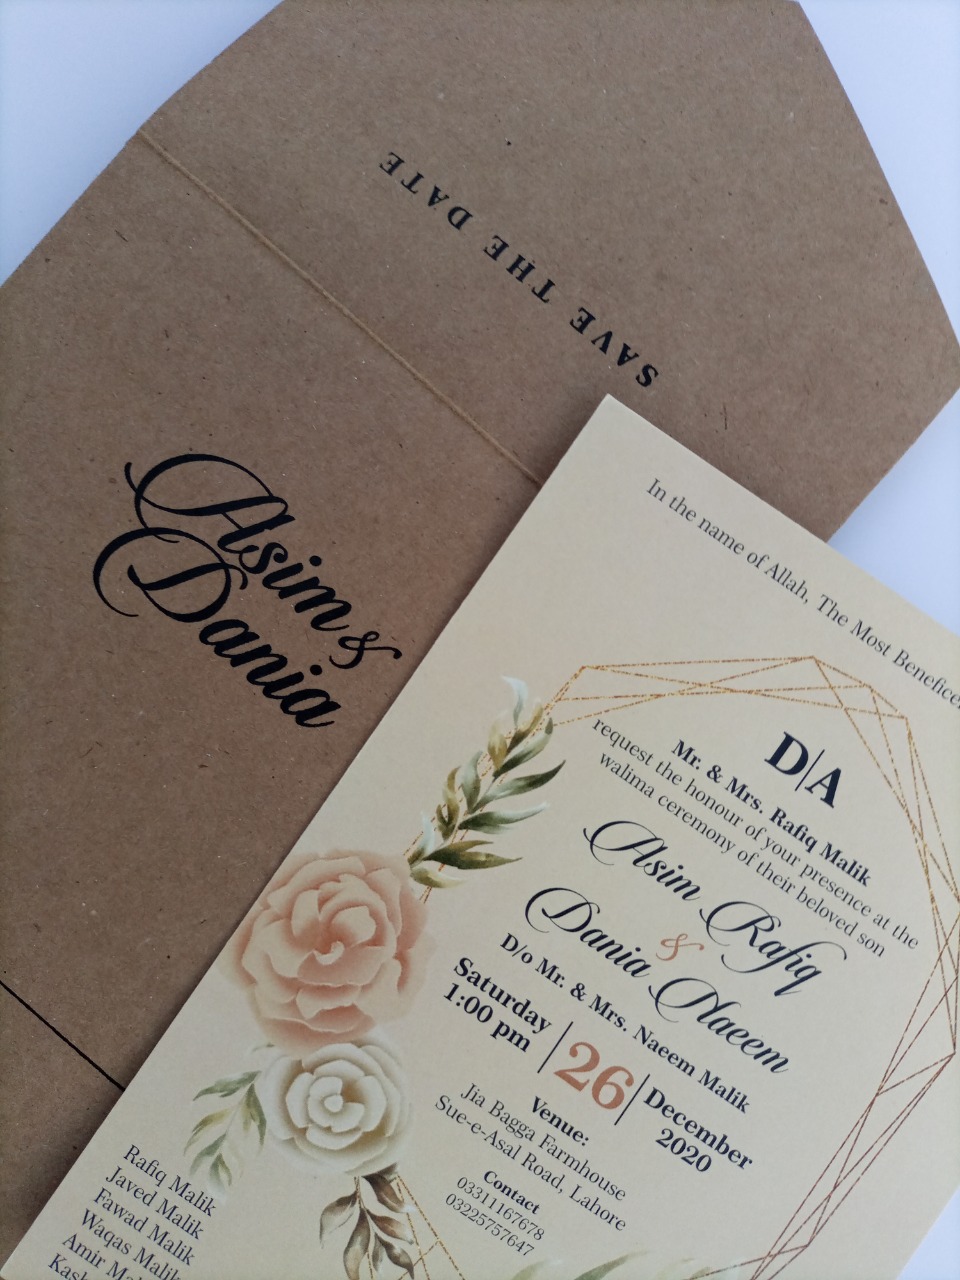 SAVE THE DATE
Asim &
Dania
In the name of Allah, The Most
D|A
Mr. & Mrs. Rafiq Malik
request the honour of your presence at the
walima ceremony of their beloved son
Asim Rafiq
&
Dania Naeem
D/o Mr. & Mrs. Naeem Malik
Saturday
1:00 pm
26
December
2020
Venue:
Jia Bagga Farmhouse
Sue-e-Asal Road, Lahore
Contact
03311167678
03225757647
Rafiq Malik
Javed Malik
Fawad Malik
Waqas Malik
Amir